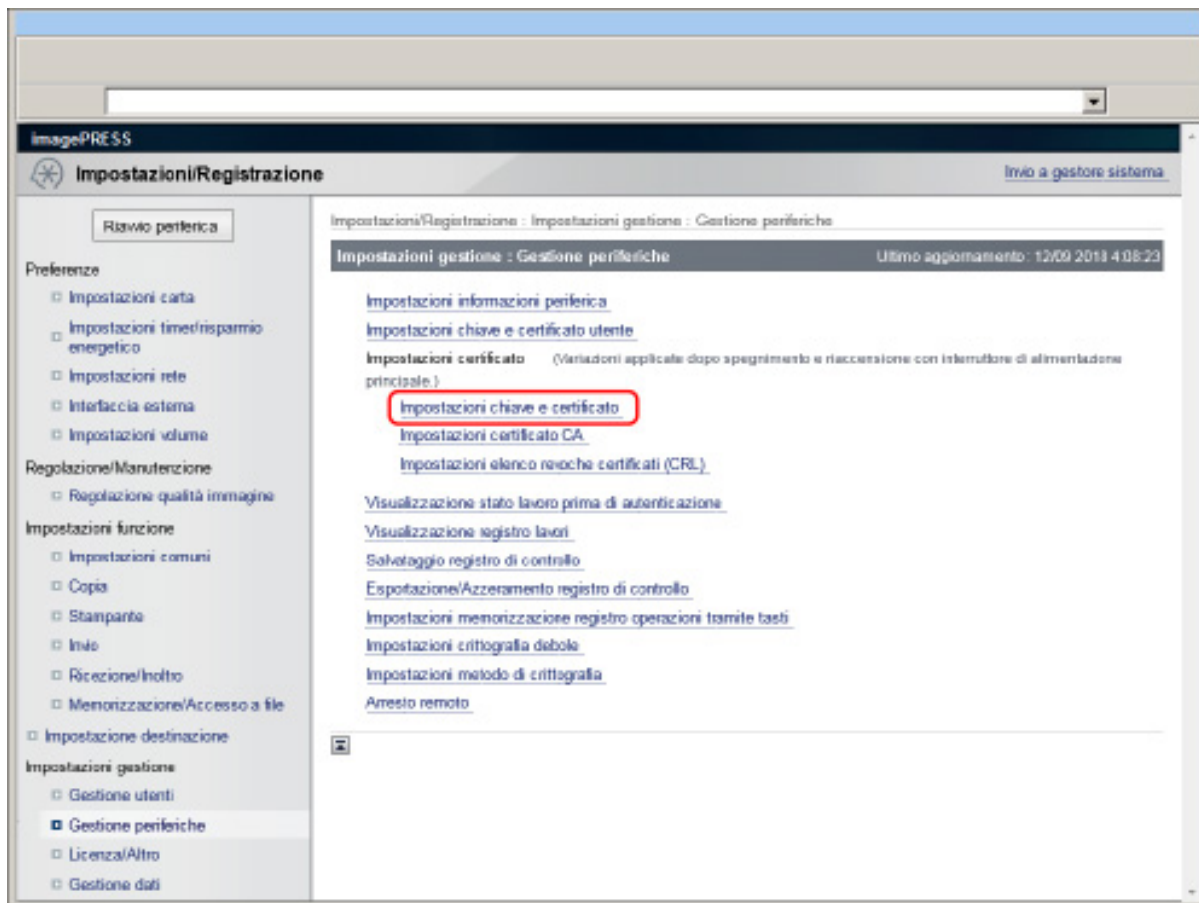 imagePRESS
Impostazioni/Registrazione
Invio a gestore sistema
Riavvio periferica
Preferenze
Impostazioni carta
Impostazioni timer/risparmio
energetico
Impostazioni rete
Interfaccia esterna
Impostazioni volume
Regolazione/Manutenzione
Regolazione qualità immagine
Impostazioni funzione
Impostazioni comuni
Copia
Stampante
Invio
Ricezione/Inoltro
Memorizzazione/Accesso a file
Impostazione destinazione
Impostazioni gestione
Gestione utenti
Gestione periferiche
Licenza/Altro
Gestione dati
Impostazioni/Registrazione : Impostazioni gestione : Gestione periferiche
Impostazioni gestione : Gestione periferiche
Ultimo aggiornamento : 12/09 2018 4:08:23
Impostazioni informazioni periferica
Impostazioni chiave e certificato utente
Impostazioni certificato (Variazioni applicate dopo spegnimento e riaccensione con interruttore di alimentazione
principale.)
Impostazioni chiave e certificato
Impostazioni certificato CA
Impostazioni elenco revoche certificati (CRL)
Visualizzazione stato lavoro prima di autenticazione
Visualizzazione registro lavori
Salvataggio registro di controllo
Esportazione/Azzeramento registro di controllo
Impostazioni memorizzazione registro operazioni tramite tasti
Impostazioni crittografia debole
Impostazioni metodo di crittografia
Arresto remoto